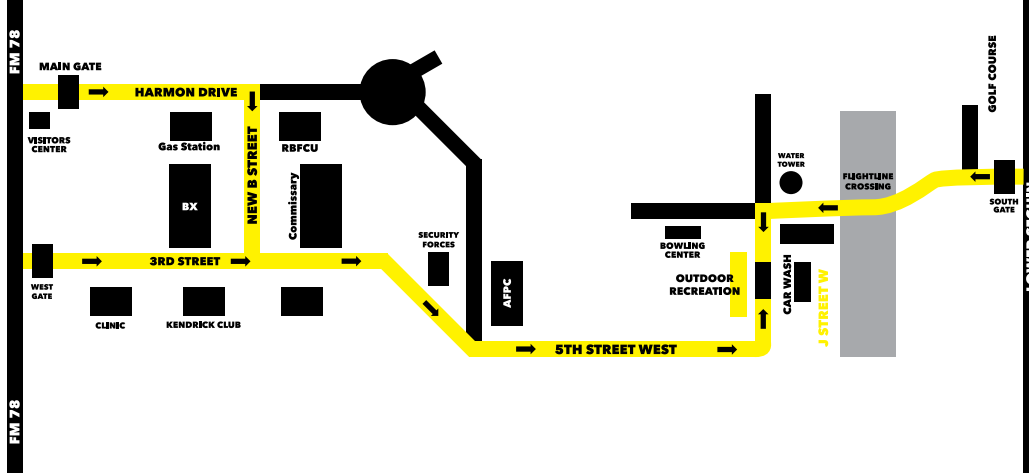 FM 78
MAIN GATE
HARMON DRIVE
VISITORS
CENTER
Gas Station
RBFCU
NEW B STREET
BX
Commissary
3RD STREET
WEST
GATE
CLINIC
KENDRICK CLUB
SECURITY
FORCES
AFPC
5TH STREET WEST
BOWLING
CENTER
OUTDOOR
RECREATION
CAR WASH
J STREET W
WATER
TOWER
FLIGHTLINE
CROSSING
GOLF COURSE
SOUTH
GATE
FM 78